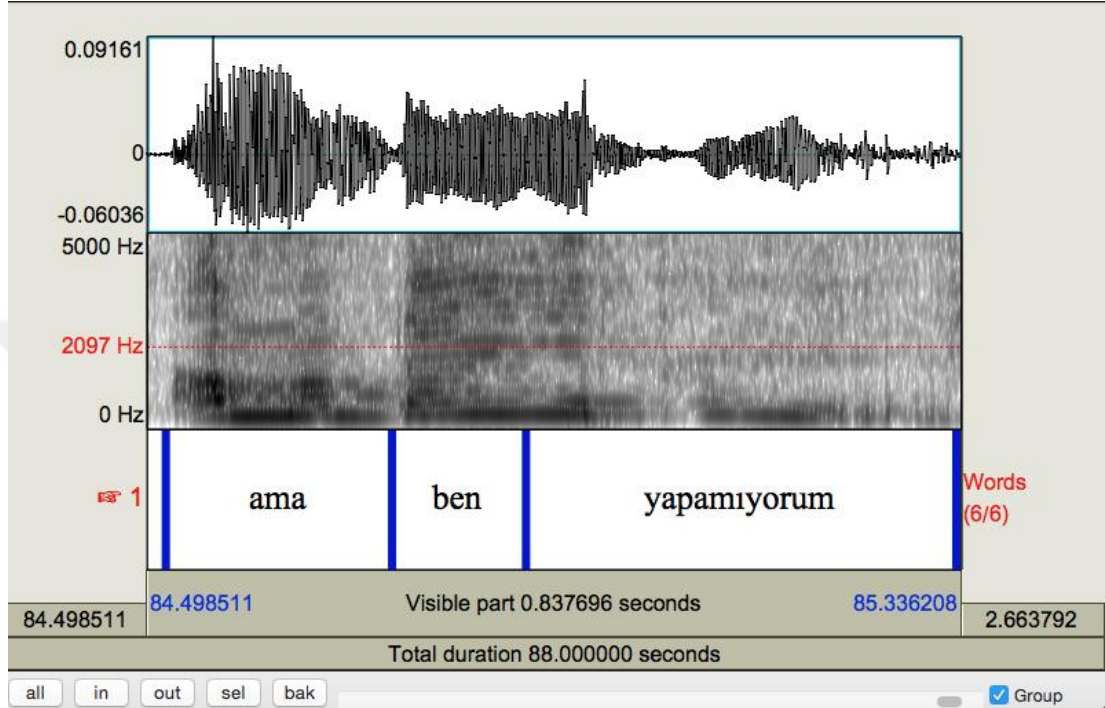 0.09161
0
-0.06036
5000 Hz
2097 Hz
0 Hz
☞ 1 ama ben yapamıyorum Words
(6/6)
84.498511 Visible part 0.837696 seconds 85.336208
84.498511 2.663792
Total duration 88.000000 seconds
all in out sel bak Group